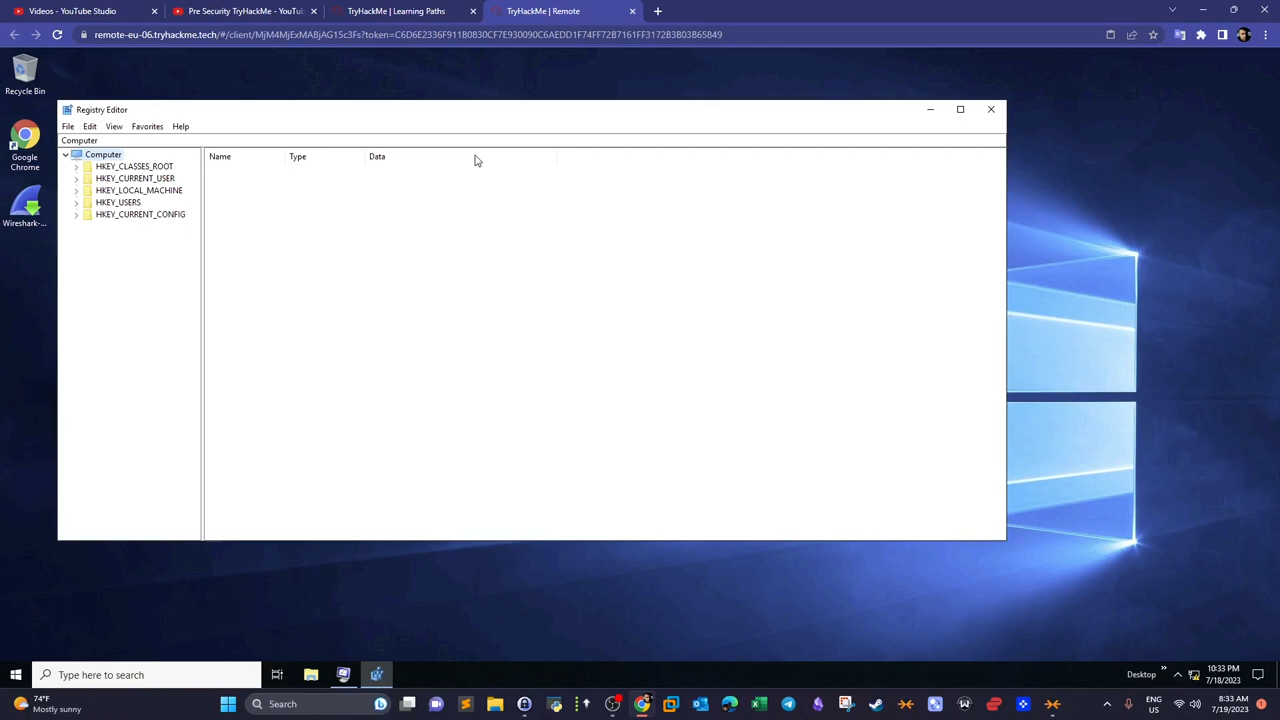 Videos - YouTube Studio
Pre Security TryHackMe - YouTub
TryHackMe | Learning Paths
TryHackMe | Remote
remote-eu-06.tryhackme.tech/#/client/MjM4MjExMABjAG15c3Fs?token=C6D6E2336F911B0830CF7E930090C6AEDD1F74FF72B7161FF3172B3B03B65849
Recycle Bin
Google Chrome
Wireshark-...
Registry Editor
File Edit View Favorites Help
Computer
Computer
HKEY_CLASSES_ROOT
HKEY_CURRENT_USER
HKEY_LOCAL_MACHINE
HKEY_USERS
HKEY_CURRENT_CONFIG
Name Type Data
Type here to search
Desktop
10:33 PM
7/18/2023
74°F
Mostly sunny
Search
ENG
US
8:33 AM
7/19/2023